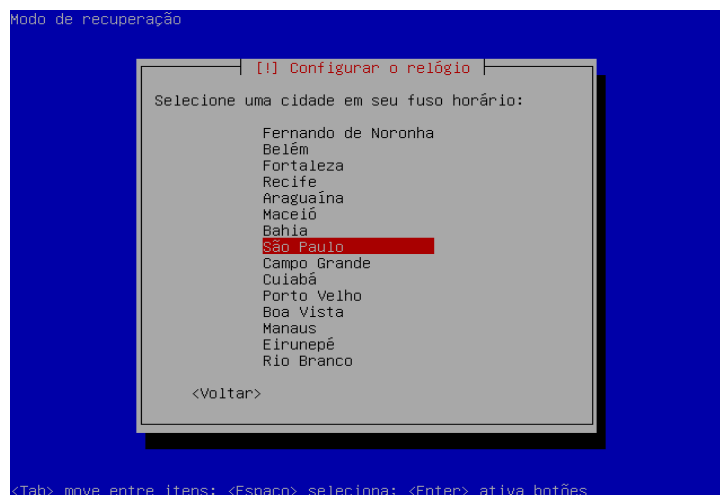 Modo de recuperação
[!] Configurar o relógio
Selecione uma cidade em seu fuso horário:
Fernando de Noronha
Belém
Fortaleza
Recife
Araguaína
Maceió
Bahia
São Paulo
Campo Grande
Cuiabá
Porto Velho
Boa Vista
Manaus
Eirunepé
Rio Branco
<Voltar>
<Tab> move entre itens; <Espaço> seleciona; <Enter> ativa botões